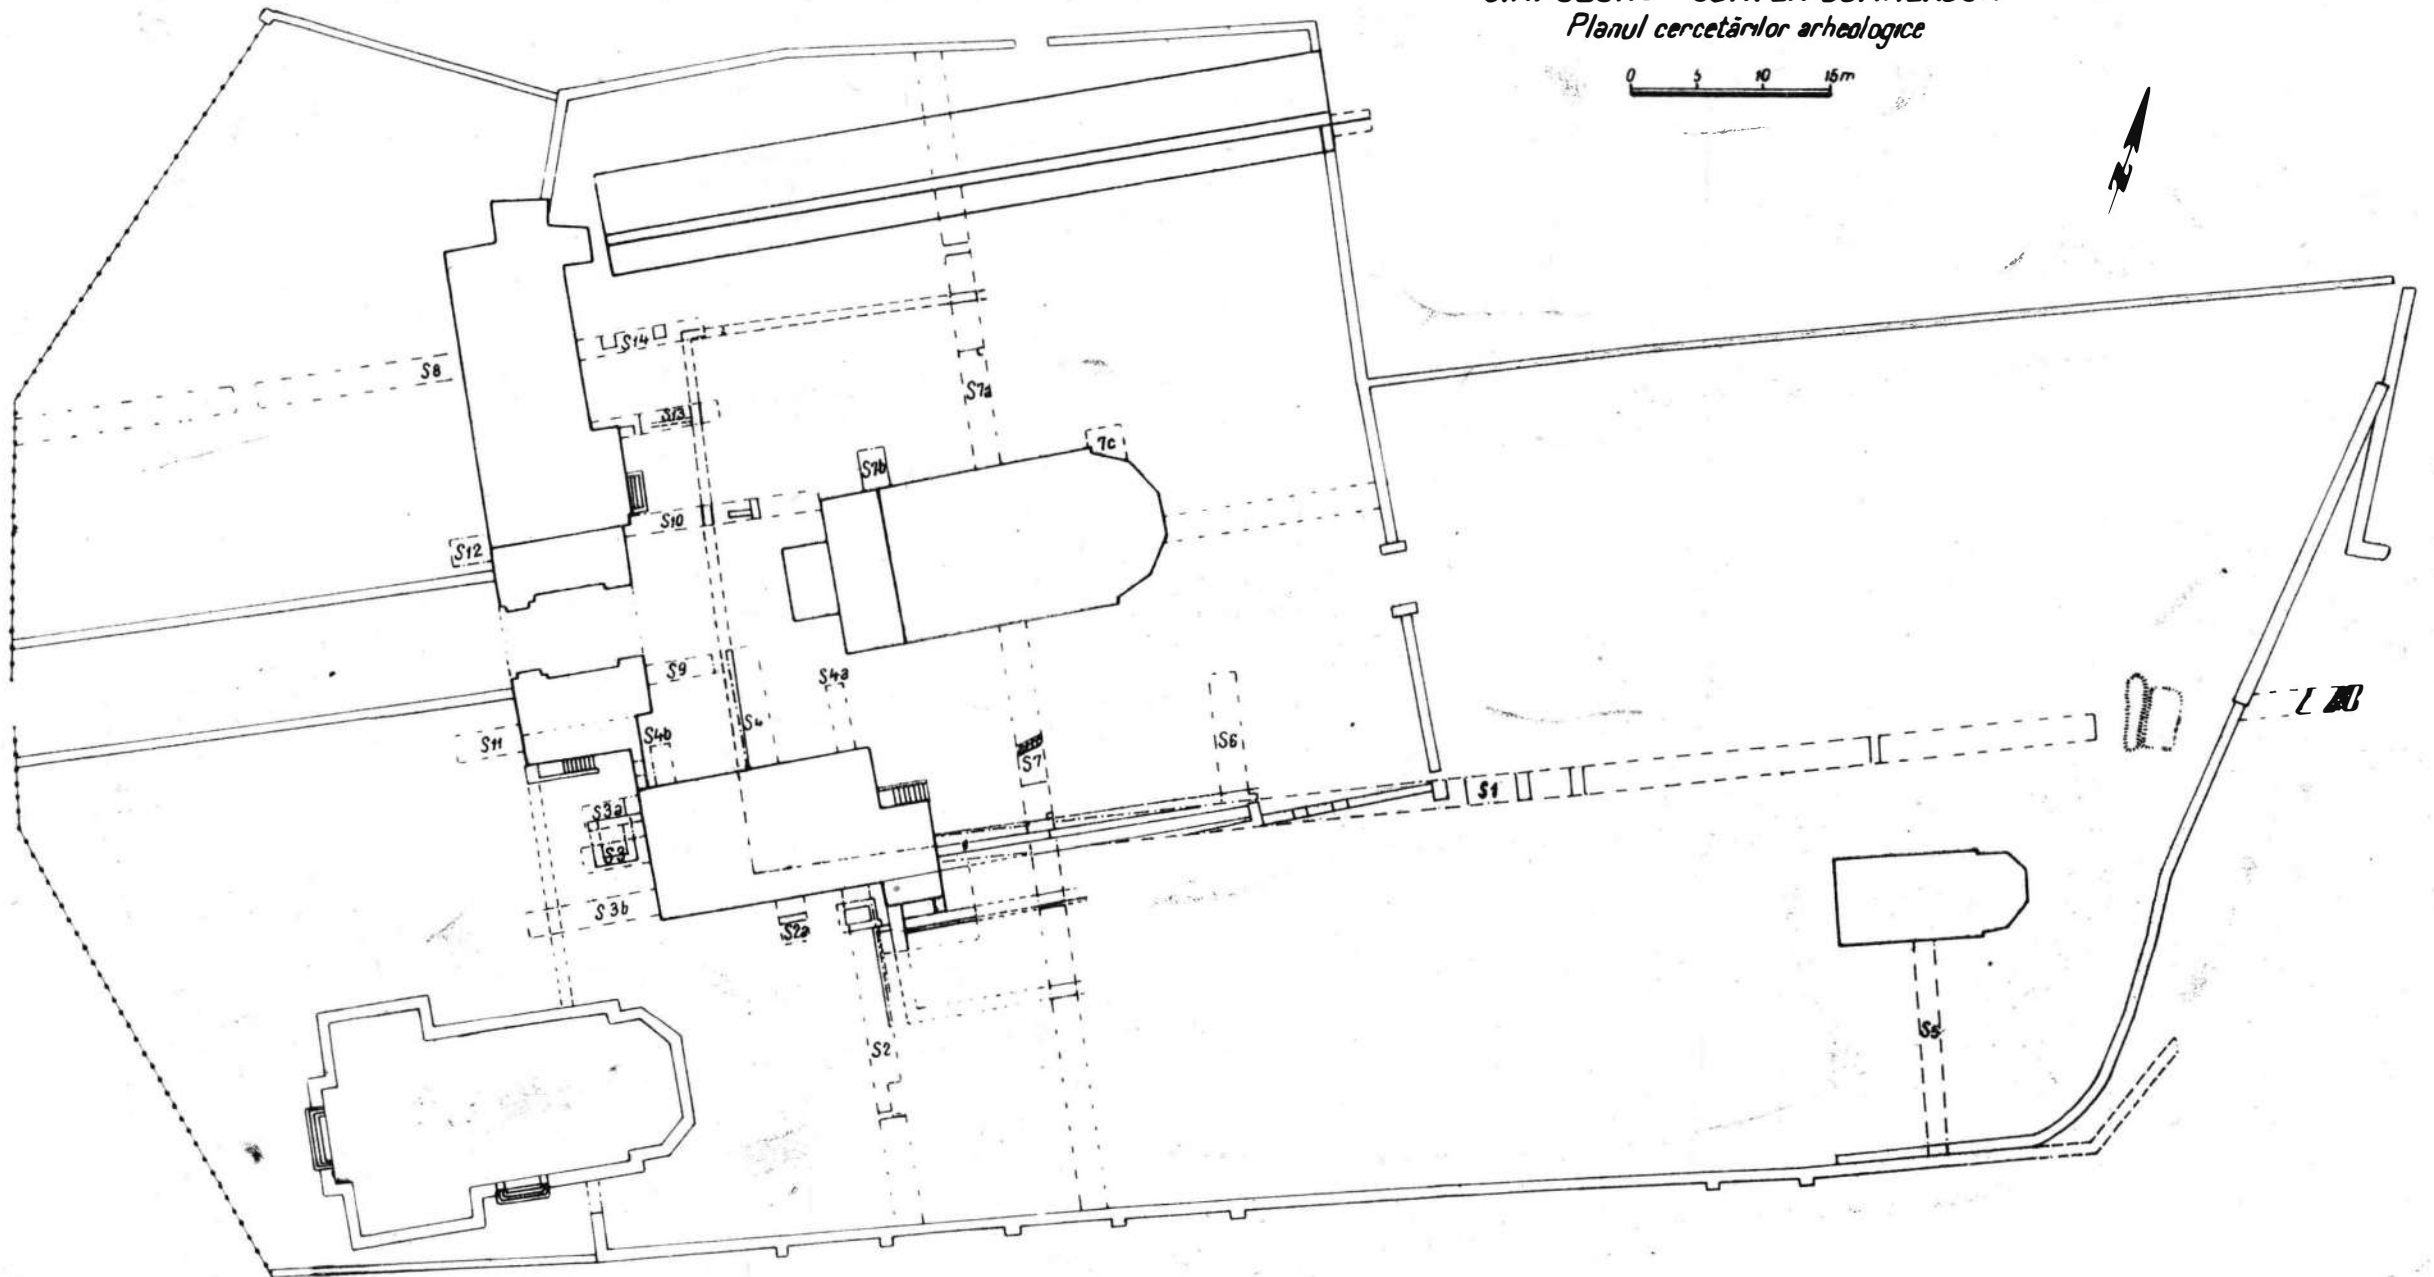 Planul cercetărilor arheologice
0 5 10 15m
N
S14
S8
S13
S7a
7c
S7b
S10
S12
S9
S4a
S4
S4b
S11
S6
S7
S1
S3a
S3
S3b
S2a
S2
S5